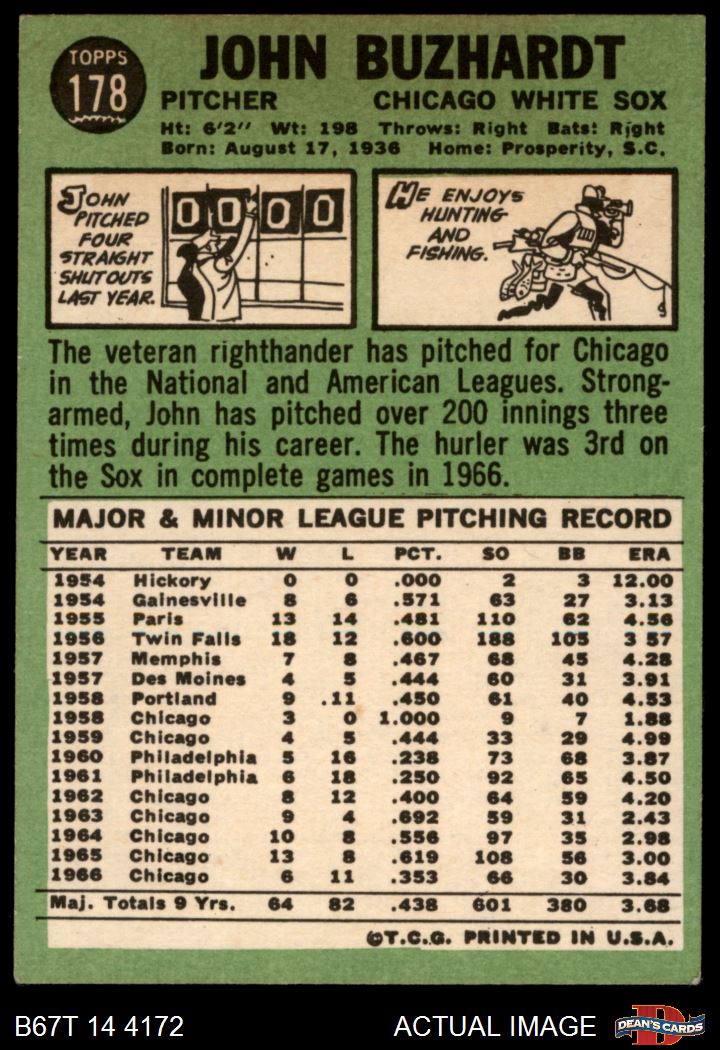 TOPPS
178
JOHN BUZHARDT
PITCHER CHICAGO WHITE SOX
Ht: 6'2" Wt: 198 Throws: Right Bats: Right
Born: August 17, 1936 Home: Prosperity, S.C.
JOHN
PITCHED
FOUR
STRAIGHT
SHUTOUTS
LAST YEAR.
0 0 0 0
HE ENJOYS
HUNTING
AND
FISHING.
The veteran righthander has pitched for Chicago
in the National and American Leagues. Strong-
armed, John has pitched over 200 innings three
times during his career. The hurler was 3rd on
the Sox in complete games in 1966.
MAJOR & MINOR LEAGUE PITCHING RECORD
YEAR TEAM W L PCT. SO BB ERA
1954 Hickory 0 0 .000 2 3 12.00
1954 Gainesville 8 6 .571 63 27 3.13
1955 Paris 13 14 .481 110 62 4.56
1956 Twin Falls 18 12 .600 188 105 3 57
1957 Memphis 7 8 .467 68 45 4.28
1957 Des Moines 4 5 .444 60 31 3.91
1958 Portland 9 .11 .450 61 40 4.53
1958 Chicago 3 0 1.000 9 7 1.88
1959 Chicago 4 5 .444 33 29 4.99
1960 Philadelphia 5 16 .238 73 68 3.87
1961 Philadelphia 6 18 .250 92 65 4.50
1962 Chicago 8 12 .400 64 59 4.20
1963 Chicago 9 4 .692 59 31 2.43
1964 Chicago 10 8 .556 97 35 2.98
1965 Chicago 13 8 .619 108 56 3.00
1966 Chicago 6 11 .353 66 30 3.84
Maj. Totals 9 Yrs. 64 82 .438 601 380 3.68
©T.C.G. PRINTED IN U.S.A.
B67T 14 4172 ACTUAL IMAGE
D
DEAN'S CARDS